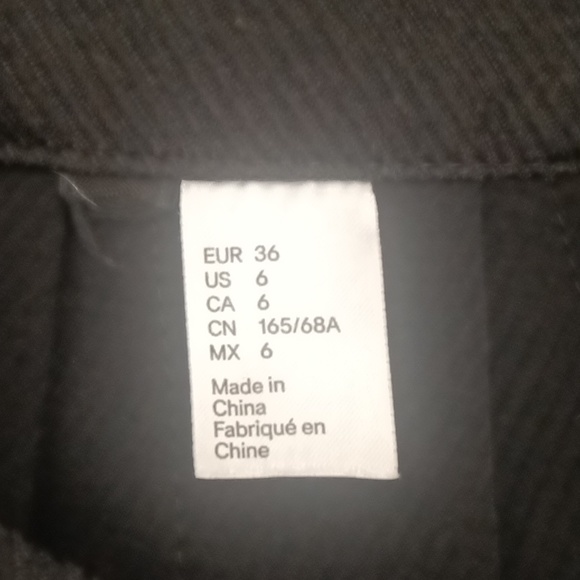 EUR 36
US 6
CA 6
CN 165/68A
MX 6
Made in
China
Fabriqué en
Chine